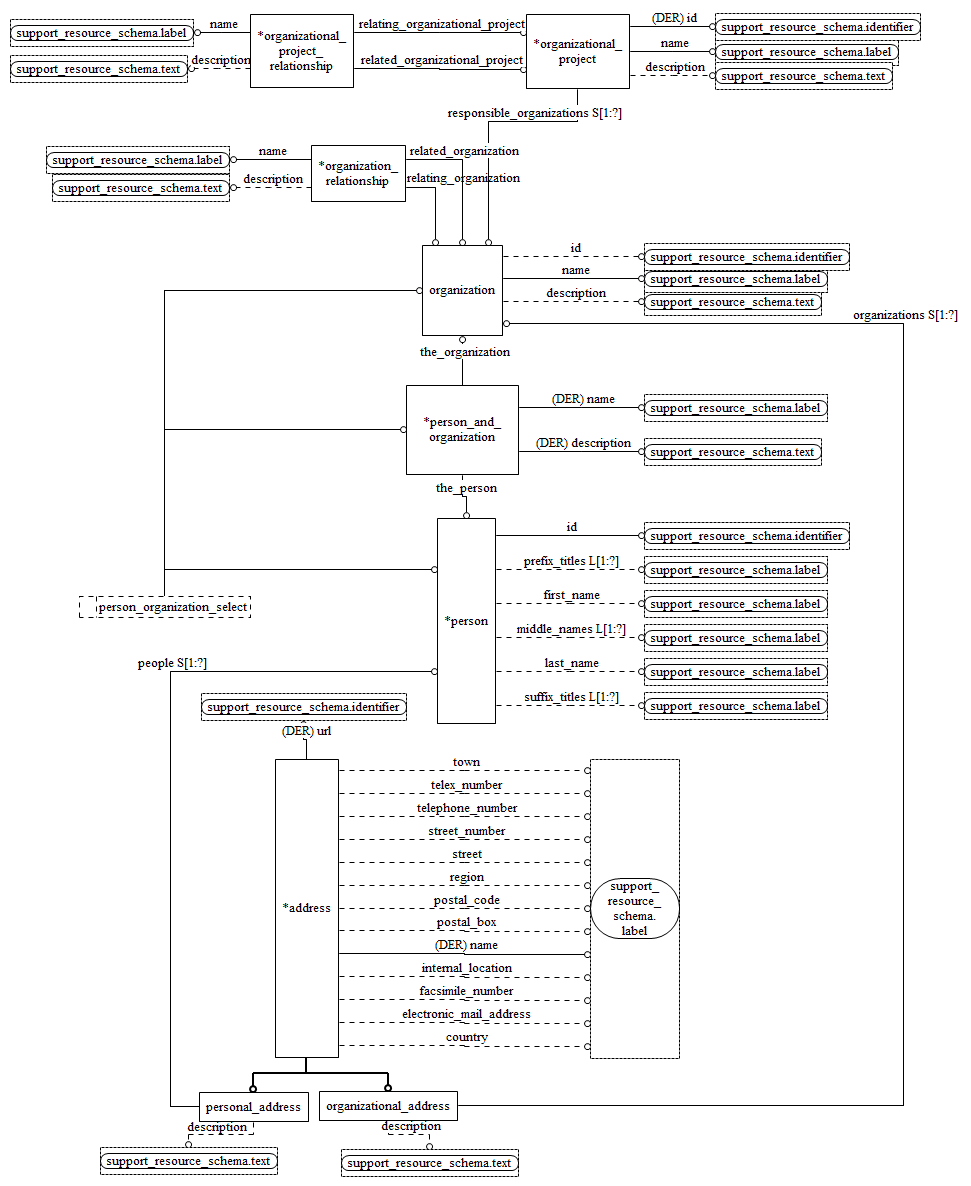 name
relating_organizational_project
(DER) id
support_resource_schema.identifier
support_resource_schema.label
*organizational_
project_
relationship
*organizational_
project
name
support_resource_schema.label
description
related_organizational_project
description
support_resource_schema.text
support_resource_schema.text
responsible_organizations S[1:?]
name
related_organization
support_resource_schema.label
*organization_
relationship
description
relating_organization
support_resource_schema.text
id
support_resource_schema.identifier
organization
name
support_resource_schema.label
description
support_resource_schema.text
organizations S[1:?]
the_organization
(DER) name
support_resource_schema.label
*person_and_
organization
(DER) description
support_resource_schema.text
the_person
id
support_resource_schema.identifier
prefix_titles L[1:?]
support_resource_schema.label
first_name
support_resource_schema.label
person_organization_select
*person
middle_names L[1:?]
support_resource_schema.label
people S[1:?]
last_name
support_resource_schema.label
suffix_titles L[1:?]
support_resource_schema.label
support_resource_schema.identifier
(DER) url
town
telex_number
telephone_number
street_number
street
region
*address
postal_code
postal_box
(DER) name
internal_location
facsimile_number
electronic_mail_address
country
support_
resource_
schema.
label
personal_address
organizational_address
description
description
support_resource_schema.text
support_resource_schema.text